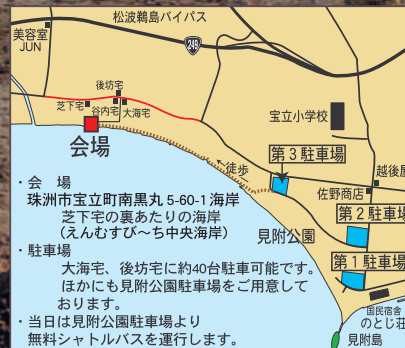 松波鵜島バイパス
美容室
JUN
249
後坊宅
芝下宅
谷内宅
大海宅
宝立小学校
会場
徒歩
第3駐車場
越後屋
佐野商店
・会 場
珠洲市宝立町南黒丸 5-60-1 海岸
芝下宅の裏あたりの海岸
(えんむすび〜ち中央海岸)
第2駐車場
見附公園
・駐車場
大海宅、後坊宅に約40台駐車可能です。
第1駐車場
ほかにも見附公園駐車場をご用意して
おります。
国民宿舎
のとじ荘
・当日は見附公園駐車場より
無料シャトルバスを運行します。
見附島